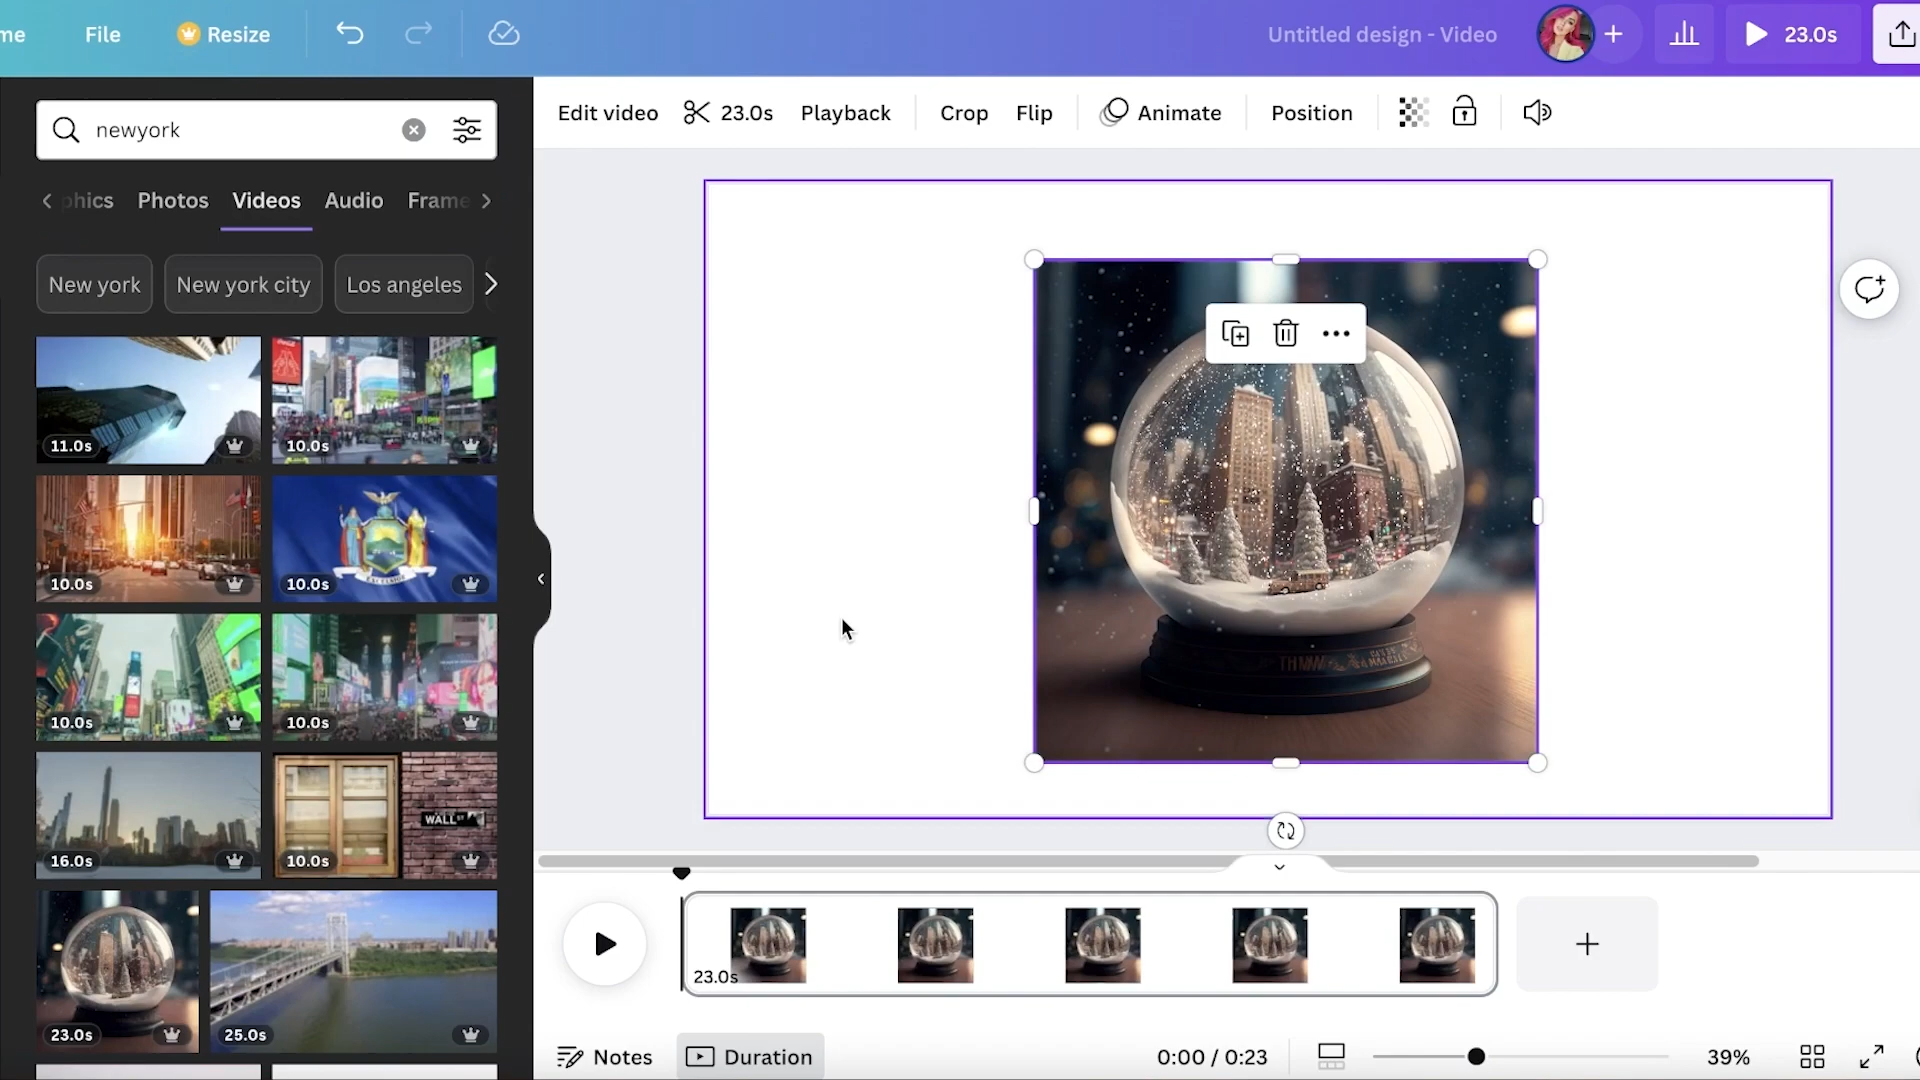 me File Resize Untitled design - Video + 23.0s
newyork
Edit video 23.0s Playback Crop Flip Animate Position
phics Photos Videos Audio Frame
New york New york city Los angeles
11.0s 10.0s
10.0s 10.0s
EXCELSIOR
10.0s 10.0s
WALL ST
16.0s 10.0s
23.0s 25.0s
23.0s
Notes Duration 0:00 / 0:23 39%